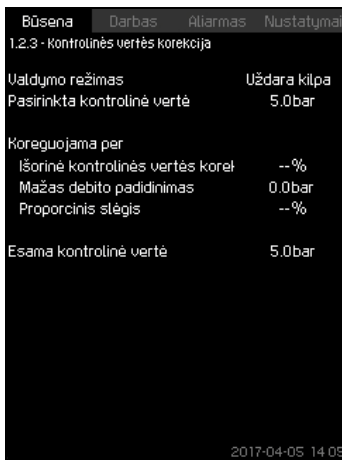 Būsena Darbas Aliarmas Nustatymai
1.2.3 - Kontrolinės vertės korekcija
Valdymo režimas Uždara kilpa
Pasirinkta kontrolinė vertė 5.0bar
Koreguojama per
Išorinė kontrolinės vertės korek --%
Mažas debito padidinimas 0.0bar
Proporcinis slėgis --%
Esama kontrolinė vertė 5.0bar
2017-04-05 14:05